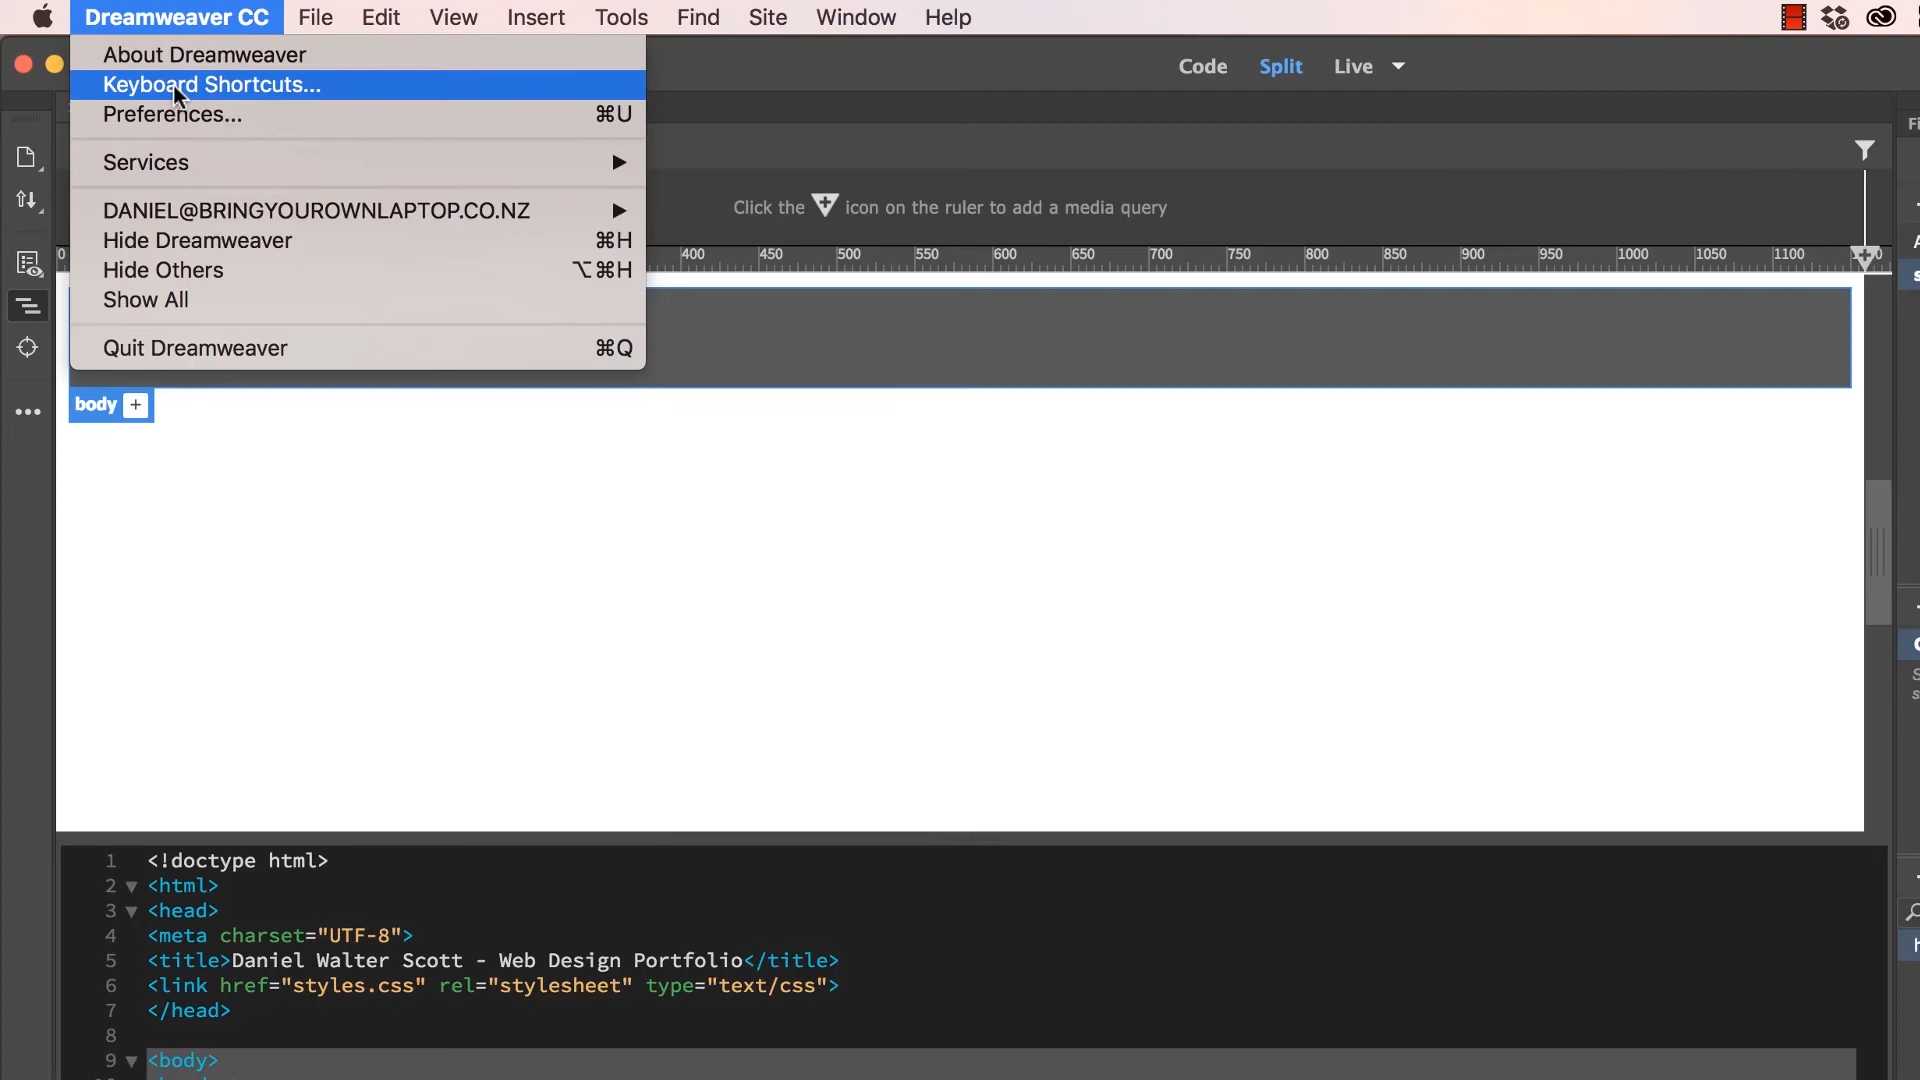 Dreamweaver CC File Edit View Insert Tools Find Site Window Help
About Dreamweaver
Keyboard Shortcuts...
Preferences... ⌘U
Services
DANIEL@BRINGYOUROWNLAPTOP.CO.NZ
Hide Dreamweaver ⌘H
Hide Others ⌥⌘H
Show All
Quit Dreamweaver ⌘Q
Code Split Live
Click the icon on the ruler to add a media query
0 400 450 500 550 600 650 700 750 800 850 900 950 1000 1050 1100
body +
1 <!doctype html>
2 <html>
3 <head>
4 <meta charset="UTF-8">
5 <title>Daniel Walter Scott - Web Design Portfolio</title>
6 <link href="styles.css" rel="stylesheet" type="text/css">
7 </head>
8
9 <body>